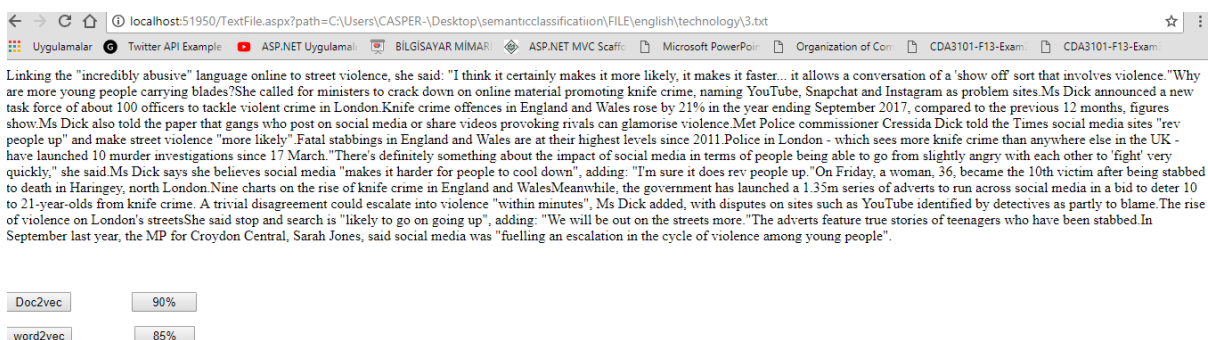 localhost:51950/TextFile.aspx?path=C:\Users\CASPER-\Desktop\semanticclassification\FILE\english\technology\3.txt
Uygulamalar Twitter API Example ASP.NET Uygulamal BİLGİSAYAR MİMARİ ASP.NET MVC Scaffo Microsoft PowerPoin Organization of Com CDA3101-F13-Exam. CDA3101-F13-Exam.
Linking the "incredibly abusive" language online to street violence, she said: "I think it certainly makes it more likely, it makes it faster... it allows a conversation of a 'show off' sort that involves violence."Why
are more young people carrying blades?She called for ministers to crack down on online material promoting knife crime, naming YouTube, Snapchat and Instagram as problem sites.Ms Dick announced a new
task force of about 100 officers to tackle violent crime in London.Knife crime offences in England and Wales rose by 21% in the year ending September 2017, compared to the previous 12 months, figures
show.Ms Dick also told the paper that gangs who post on social media or share videos provoking rivals can glamorise violence.Met Police commissioner Cressida Dick told the Times social media sites "rev
people up" and make street violence "more likely".Fatal stabbings in England and Wales are at their highest levels since 2011.Police in London - which sees more knife crime than anywhere else in the UK -
have launched 10 murder investigations since 17 March."There's definitely something about the impact of social media in terms of people being able to go from slightly angry with each other to 'fight' very
quickly," she said.Ms Dick says she believes social media "makes it harder for people to cool down", adding: "I'm sure it does rev people up."On Friday, a woman, 36, became the 10th victim after being stabbed
to death in Haringey, north London.Nine charts on the rise of knife crime in England and WalesMeanwhile, the government has launched a 1.35m series of adverts to run across social media in a bid to deter 10
to 21-year-olds from knife crime. A trivial disagreement could escalate into violence "within minutes", Ms Dick added, with disputes on sites such as YouTube identified by detectives as partly to blame.The rise
of violence on London's streetsShe said stop and search is "likely to go on going up", adding: "We will be out on the streets more."The adverts feature true stories of teenagers who have been stabbed.In
September last year, the MP for Croydon Central, Sarah Jones, said social media was "fuelling an escalation in the cycle of violence among young people".
Doc2vec 90%
word2vec 85%